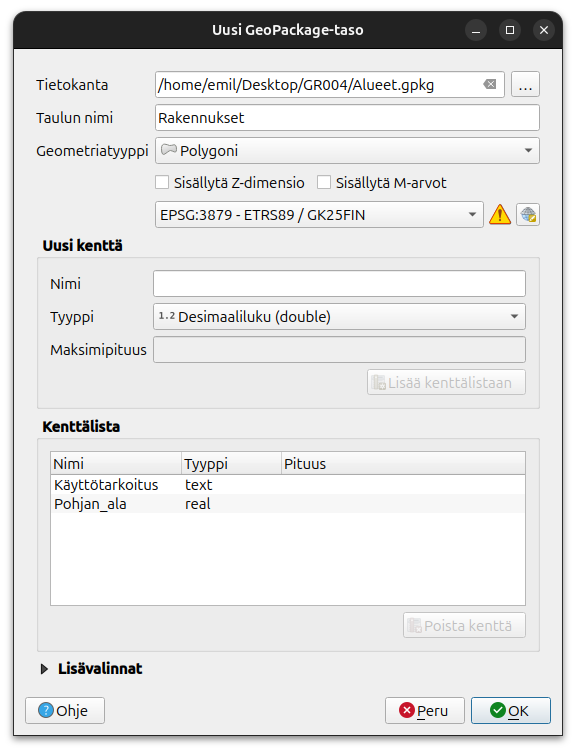 Uusi GeoPackage-taso
Tietokanta /home/emil/Desktop/GR004/Alueet.gpkg ...
Taulun nimi Rakennukset
Geometriatyyppi Polygoni
Sisällytä Z-dimensio Sisällytä M-arvot
EPSG:3879 - ETRS89 / GK25FIN
Uusi kenttä
Nimi
Tyyppi 1.2 Desimaaliluku (double)
Maksimipituus
Lisää kenttälistaan
Kenttälista
Nimi Tyyppi Pituus
Käyttötarkoitus text
Pohjan_ala real
Poista kenttä
Lisävalinnat
Ohje Peru OK